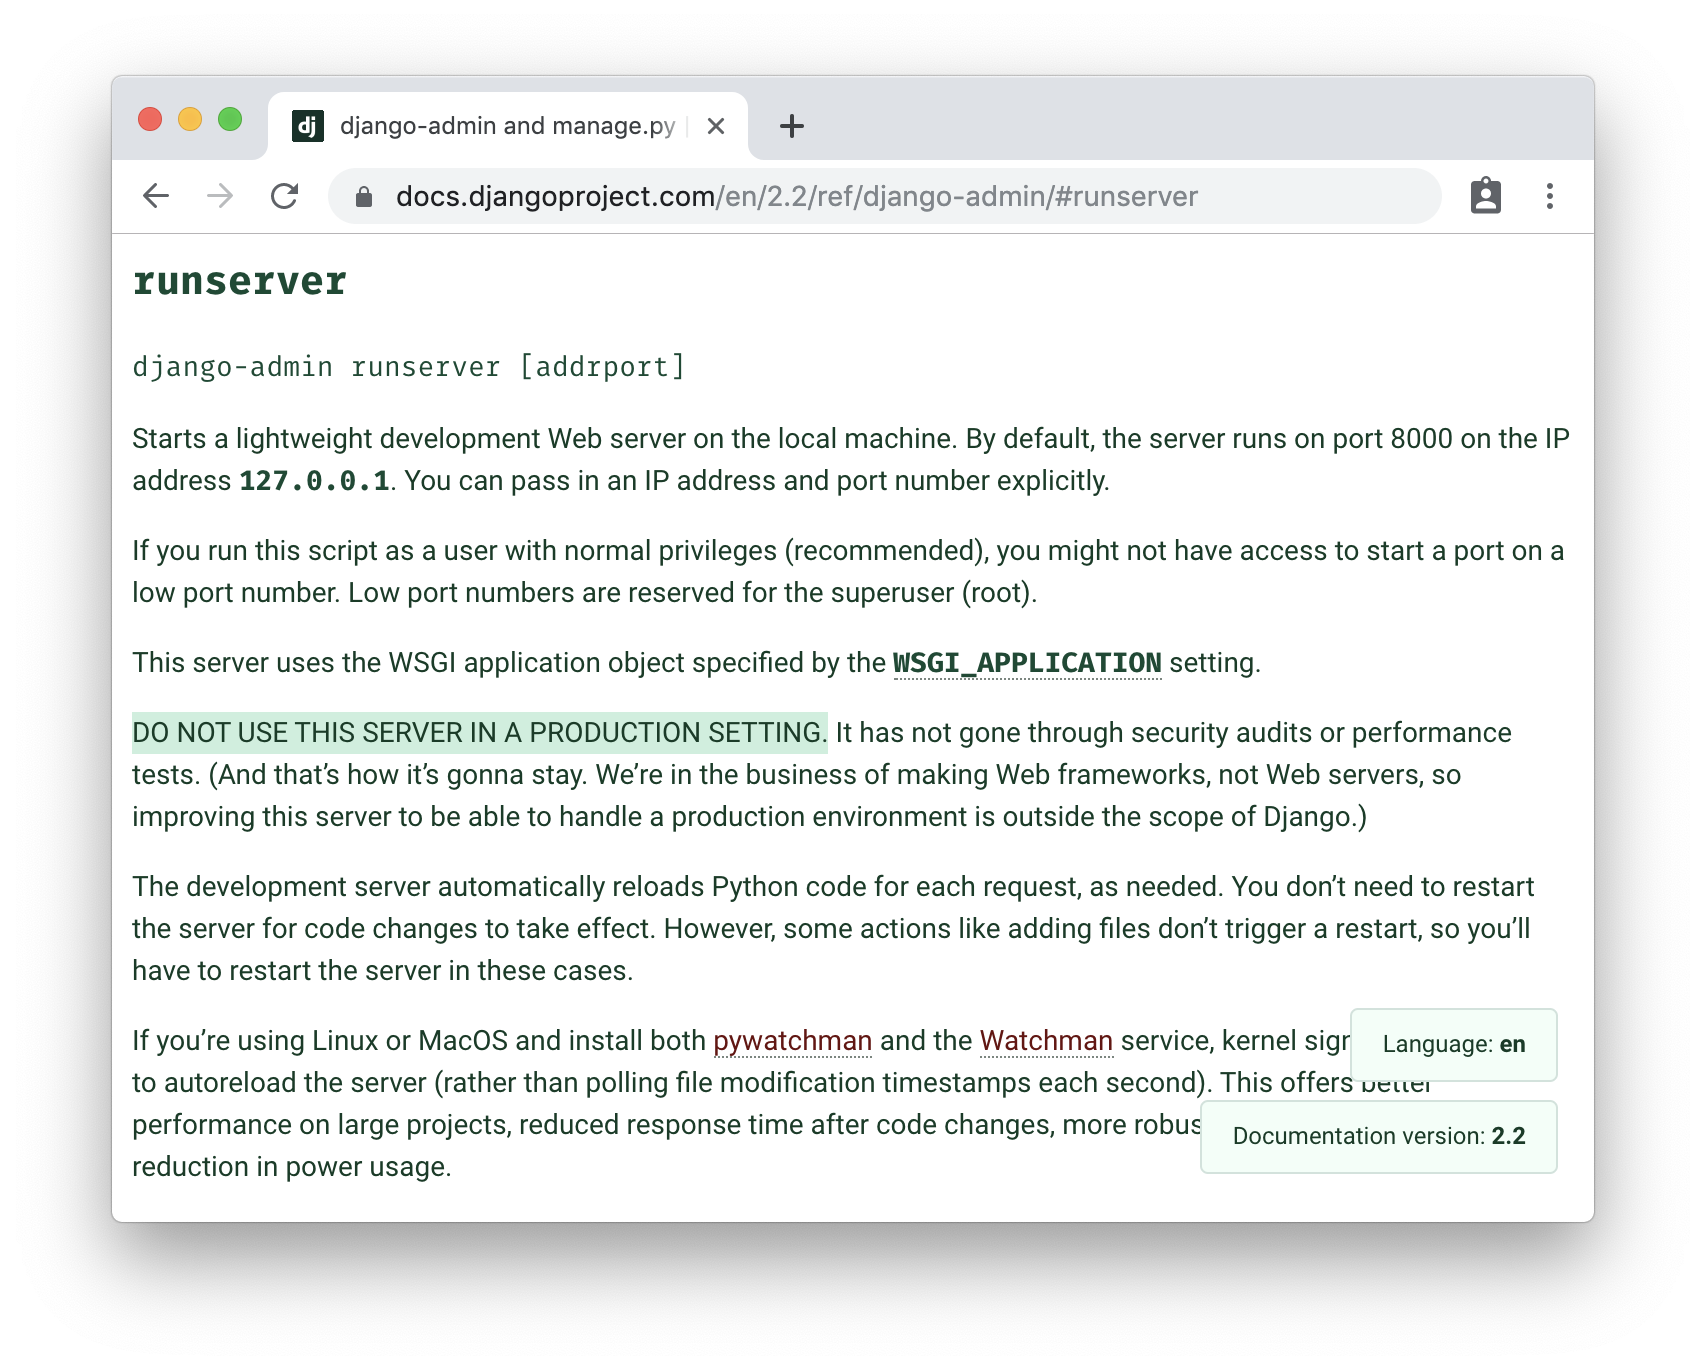 dj django-admin and manage.py
docs.djangoproject.com/en/2.2/ref/django-admin/#runserver
runserver
django-admin runserver [addrport]
Starts a lightweight development Web server on the local machine. By default, the server runs on port 8000 on the IP
address 127.0.0.1. You can pass in an IP address and port number explicitly.
If you run this script as a user with normal privileges (recommended), you might not have access to start a port on a
low port number. Low port numbers are reserved for the superuser (root).
This server uses the WSGI application object specified by the WSGI_APPLICATION setting.
DO NOT USE THIS SERVER IN A PRODUCTION SETTING. It has not gone through security audits or performance
tests. (And that’s how it’s gonna stay. We’re in the business of making Web frameworks, not Web servers, so
improving this server to be able to handle a production environment is outside the scope of Django.)
The development server automatically reloads Python code for each request, as needed. You don’t need to restart
the server for code changes to take effect. However, some actions like adding files don’t trigger a restart, so you’ll
have to restart the server in these cases.
If you’re using Linux or MacOS and install both pywatchman and the Watchman service, kernel
Language: en
to autoreload the server (rather than polling file modification timestamps each second). This offers better
performance on large projects, reduced response time after code changes, more
Documentation version: 2.2
reduction in power usage.